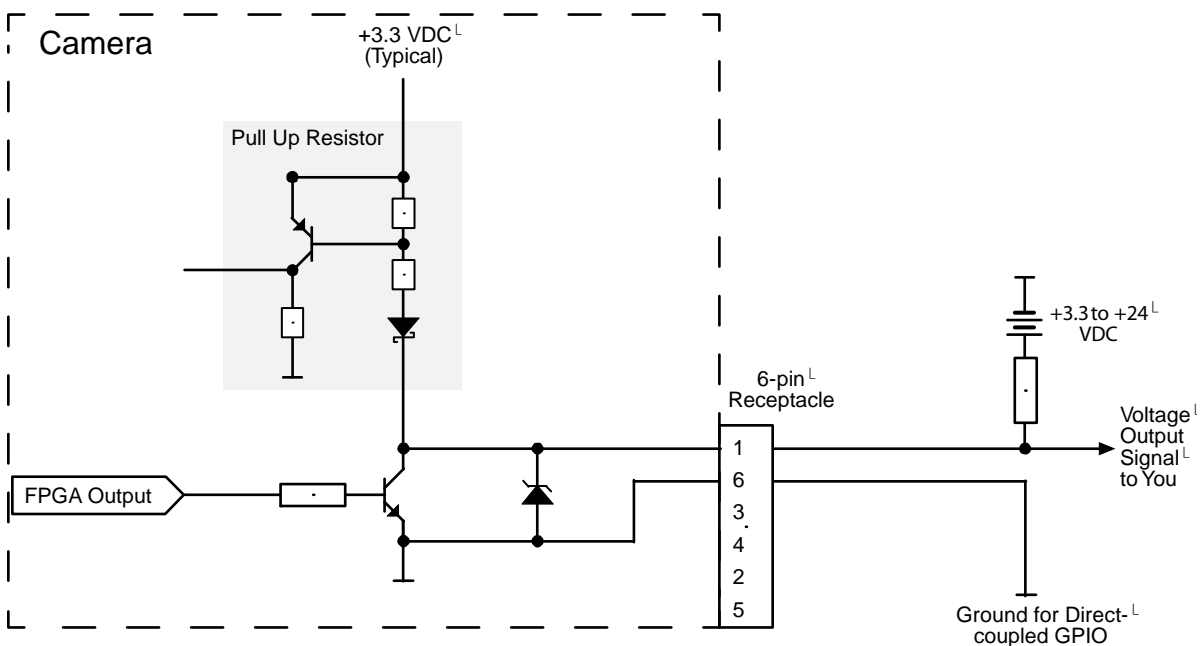 Camera
+3.3 VDC
(Typical)
Pull Up Resistor
FPGA Output
6-pin
Receptacle
1
6
3
4
2
5
+3.3 to +24
VDC
Voltage
Output
Signal
to You
Ground for Direct-
coupled GPIO